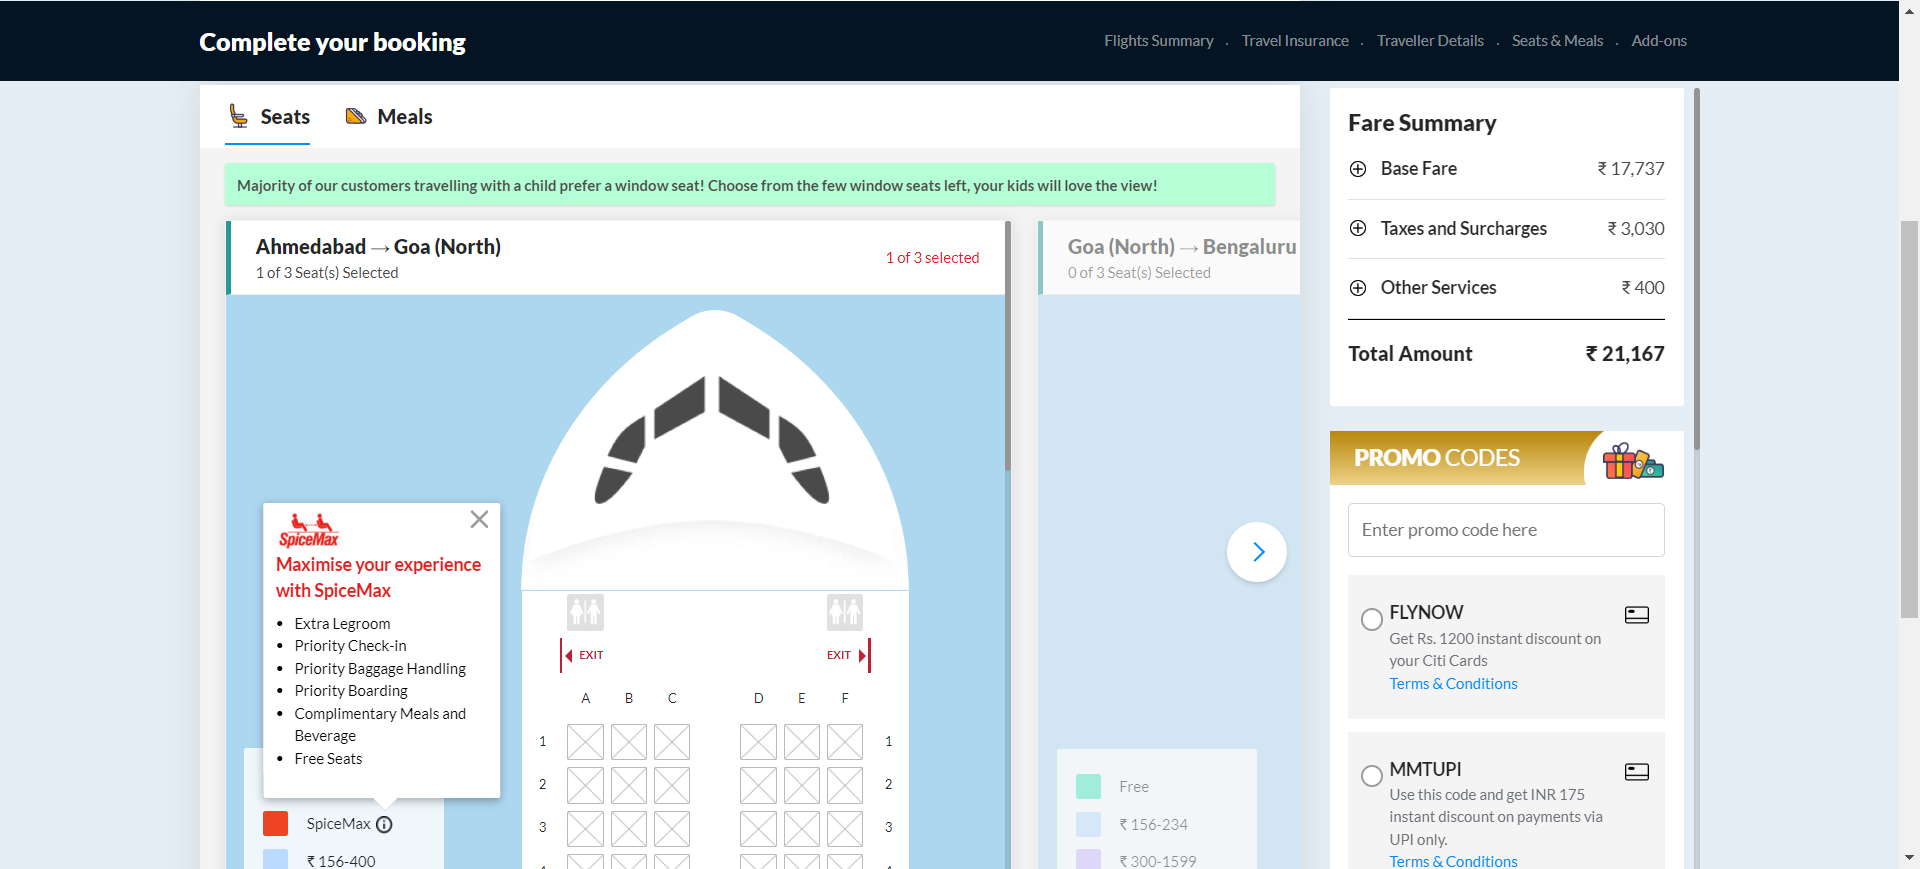 Complete your booking
Flights Summary . Travel Insurance . Traveller Details . Seats & Meals . Add-ons
Seats Meals
Majority of our customers travelling with a child prefer a window seat! Choose from the few window seats left, your kids will love the view!
Ahmedabad → Goa (North)
1 of 3 Seat(s) Selected
1 of 3 selected
Goa (North) → Bengaluru
0 of 3 Seat(s) Selected
SpiceMax
Maximise your experience
with SpiceMax
• Extra Legroom
• Priority Check-in
• Priority Baggage Handling
• Priority Boarding
• Complimentary Meals and
Beverage
• Free Seats
SpiceMax
₹ 156-400
EXIT EXIT
A B C D E F
1 1
2 2
3 3
Free
₹ 156-234
₹ 300-1599
Fare Summary
Base Fare ₹ 17,737
Taxes and Surcharges ₹ 3,030
Other Services ₹ 400
Total Amount ₹ 21,167
PROMO CODES
Enter promo code here
FLYNOW
Get Rs. 1200 instant discount on
your Citi Cards
Terms & Conditions
MMTUPI
Use this code and get INR 175
instant discount on payments via
UPI only.
Terms & Conditions